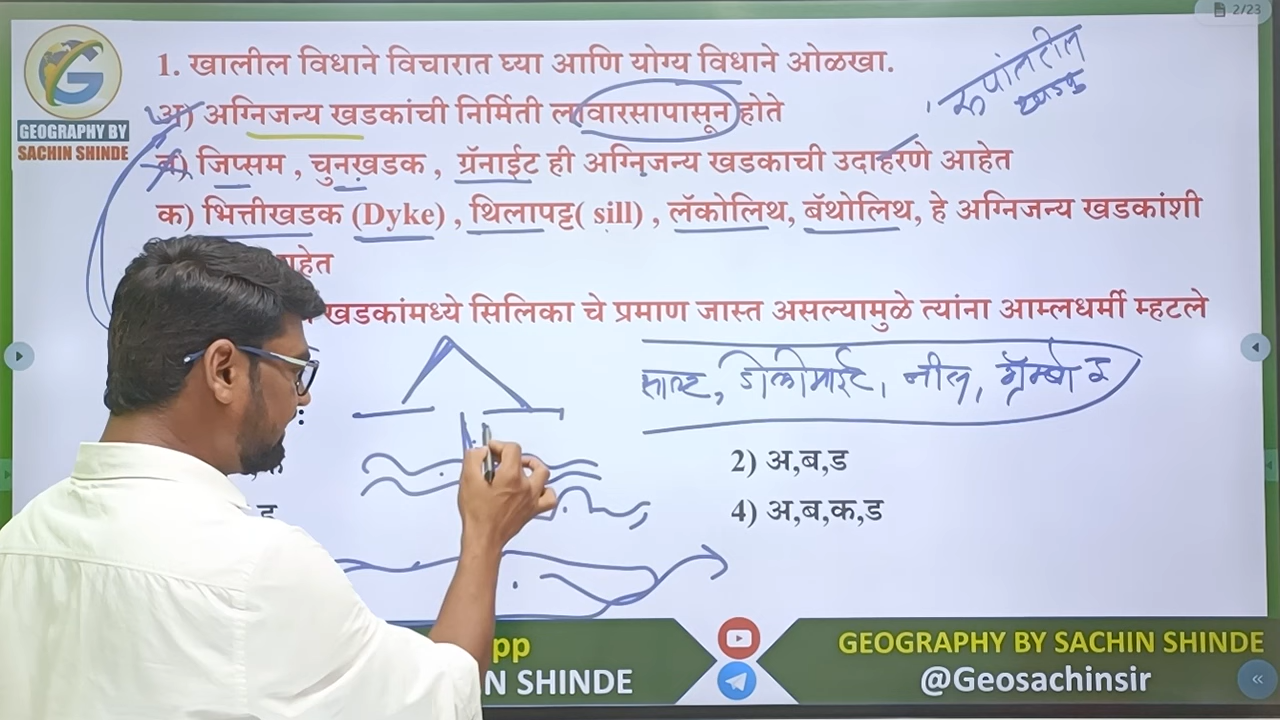 2/23
GEOGRAPHY BY
SACHIN SHINDE
1. खालील विधाने विचारात घ्या आणि योग्य विधाने ओळखा.
रूपांतरील
खडक
अ) अग्निजन्य खडकांची निर्मिती लावारसापासून होते
ब) जिप्सम , चुनखडक , ग्रॅनाईट ही अग्निजन्य खडकाची उदाहरणे आहेत
क) भित्तीखडक (Dyke) , थिलापट्ट( sill) , लॅकोलिथ, बॅथोलिथ, हे अग्निजन्य खडकांशी
खडकांमध्ये सिलिका चे प्रमाण जास्त असल्यामुळे त्यांना आम्लधर्मी म्हटले
डोलोमाईट,
2) अ,ब,ड
4) अ,ब,क,ड
GEOGRAPHY BY SACHIN SHINDE
@Geosachinsir
SHINDE